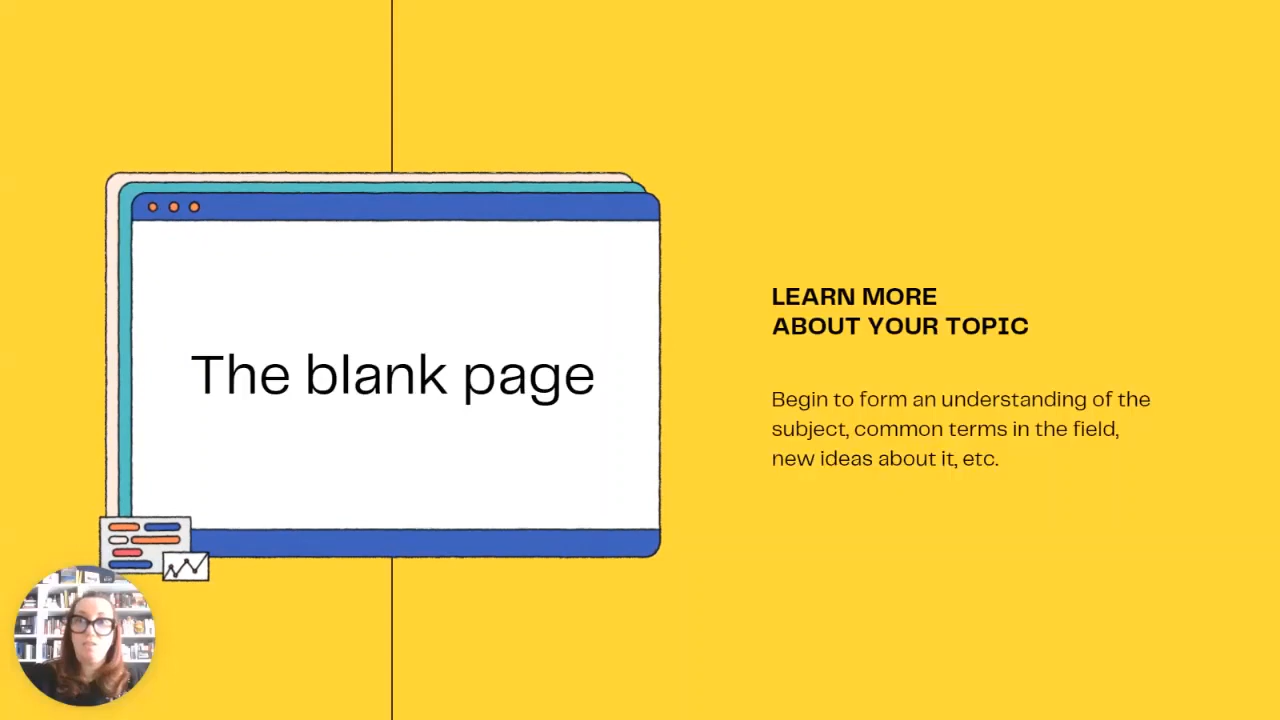 The blank page
LEARN MORE
ABOUT YOUR TOPIC
Begin to form an understanding of the
subject, common terms in the field,
new ideas about it, etc.